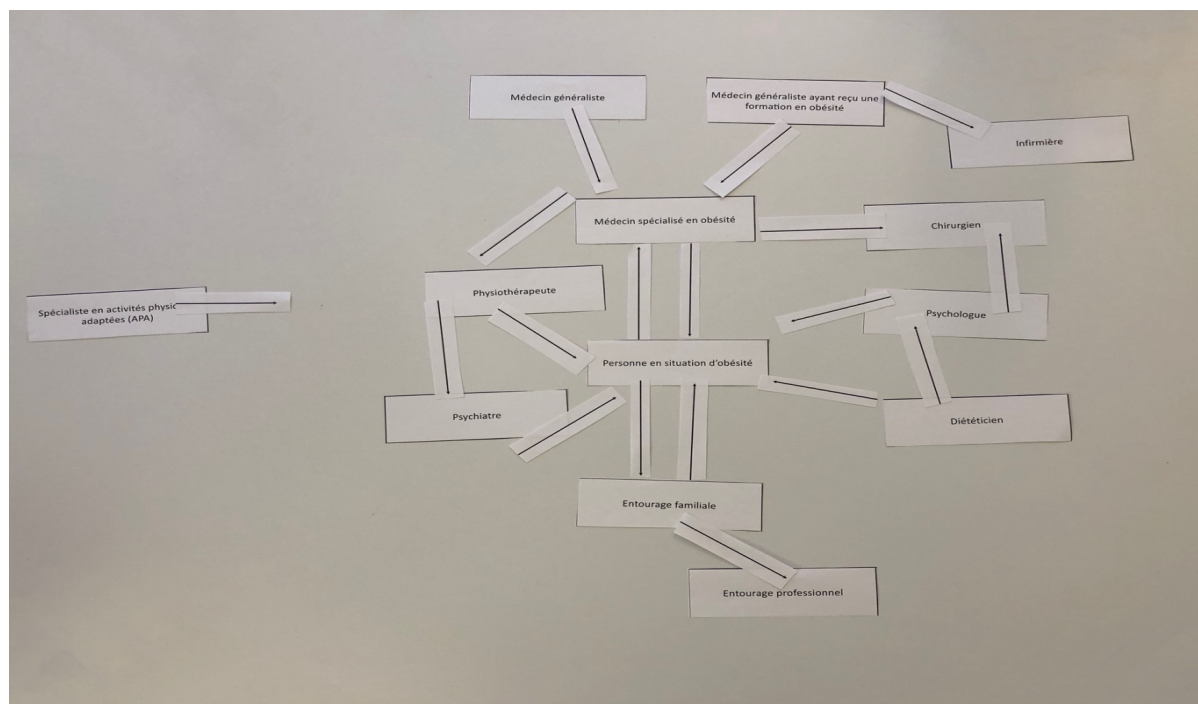 Médecin généraliste
Médecin généraliste ayant reçu une
formation en obésité
Infirmière
Médecin spécialisé en obésité
Chirurgien
Physiothérapeute
Spécialiste en activités physic
adaptées (APA)
Psychologue
Personne en situation d'obésité
Psychiatre
Diététicien
Entourage familiale
Entourage professionnel